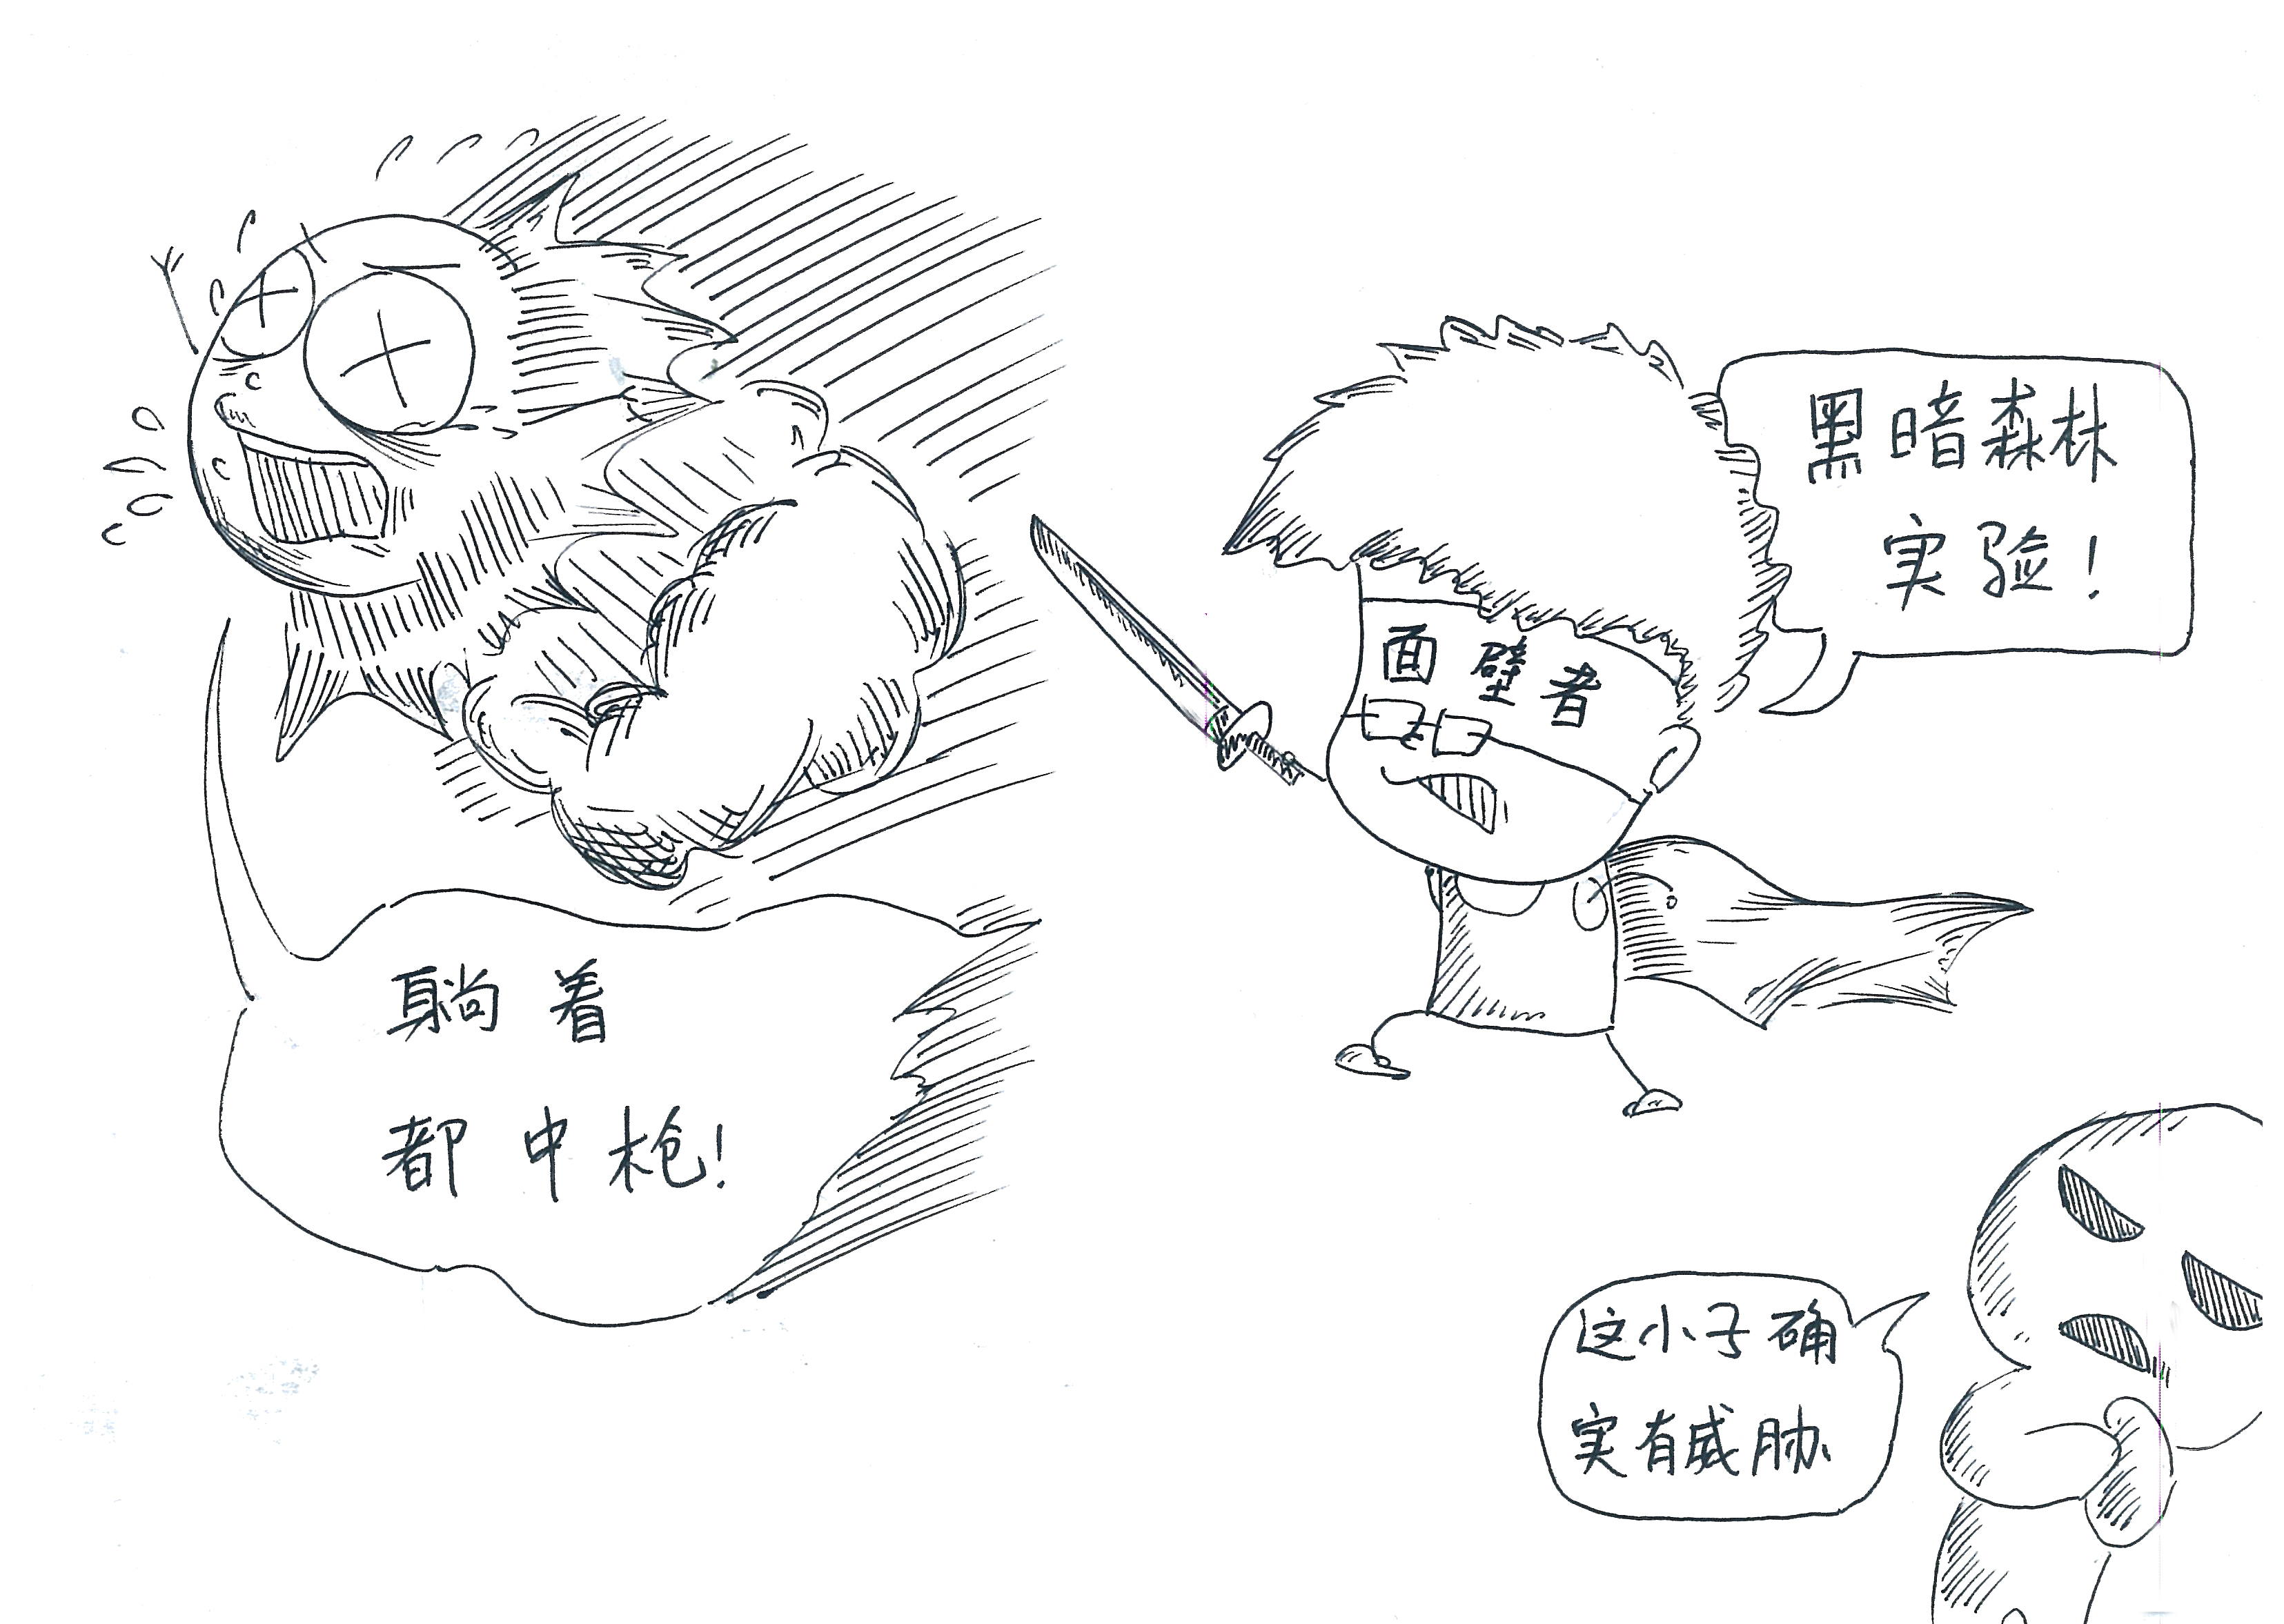 躺着
都中枪!
黑暗森林
实验!
面壁者
这小子确
实有威胁